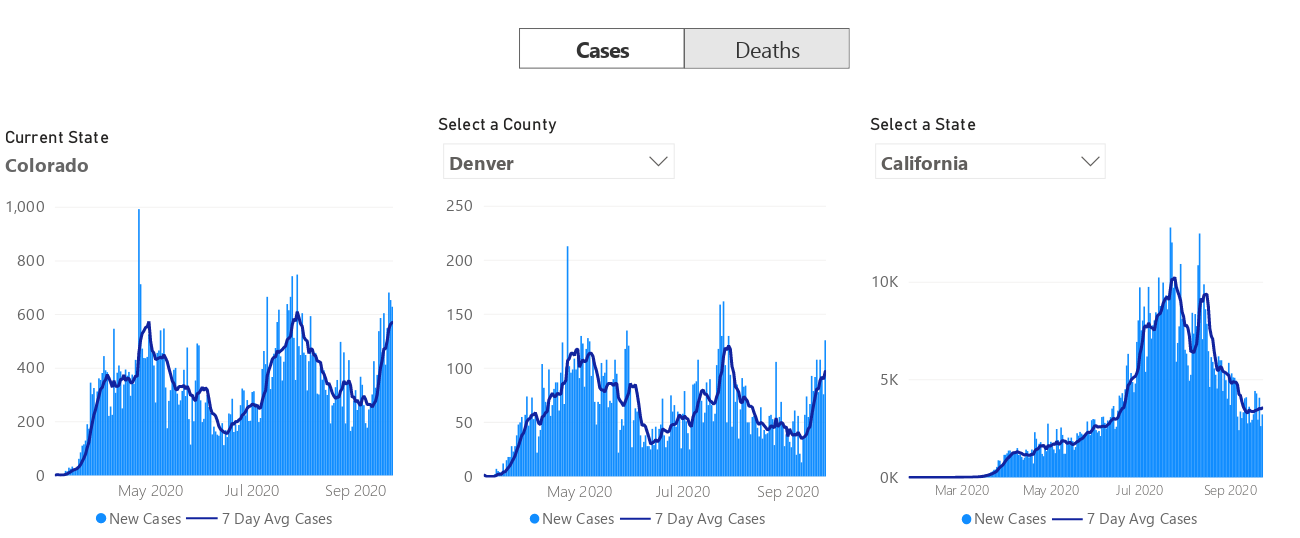 Cases Deaths
Current State
Colorado
1,000
800
600
400
200
0
May 2020 Jul 2020 Sep 2020
New Cases 7 Day Avg Cases
Select a County
Denver
250
200
150
100
50
0
May 2020 Jul 2020 Sep 2020
New Cases 7 Day Avg Cases
Select a State
California
10K
5K
0K
Mar 2020 May 2020 Jul 2020 Sep 2020
New Cases 7 Day Avg Cases